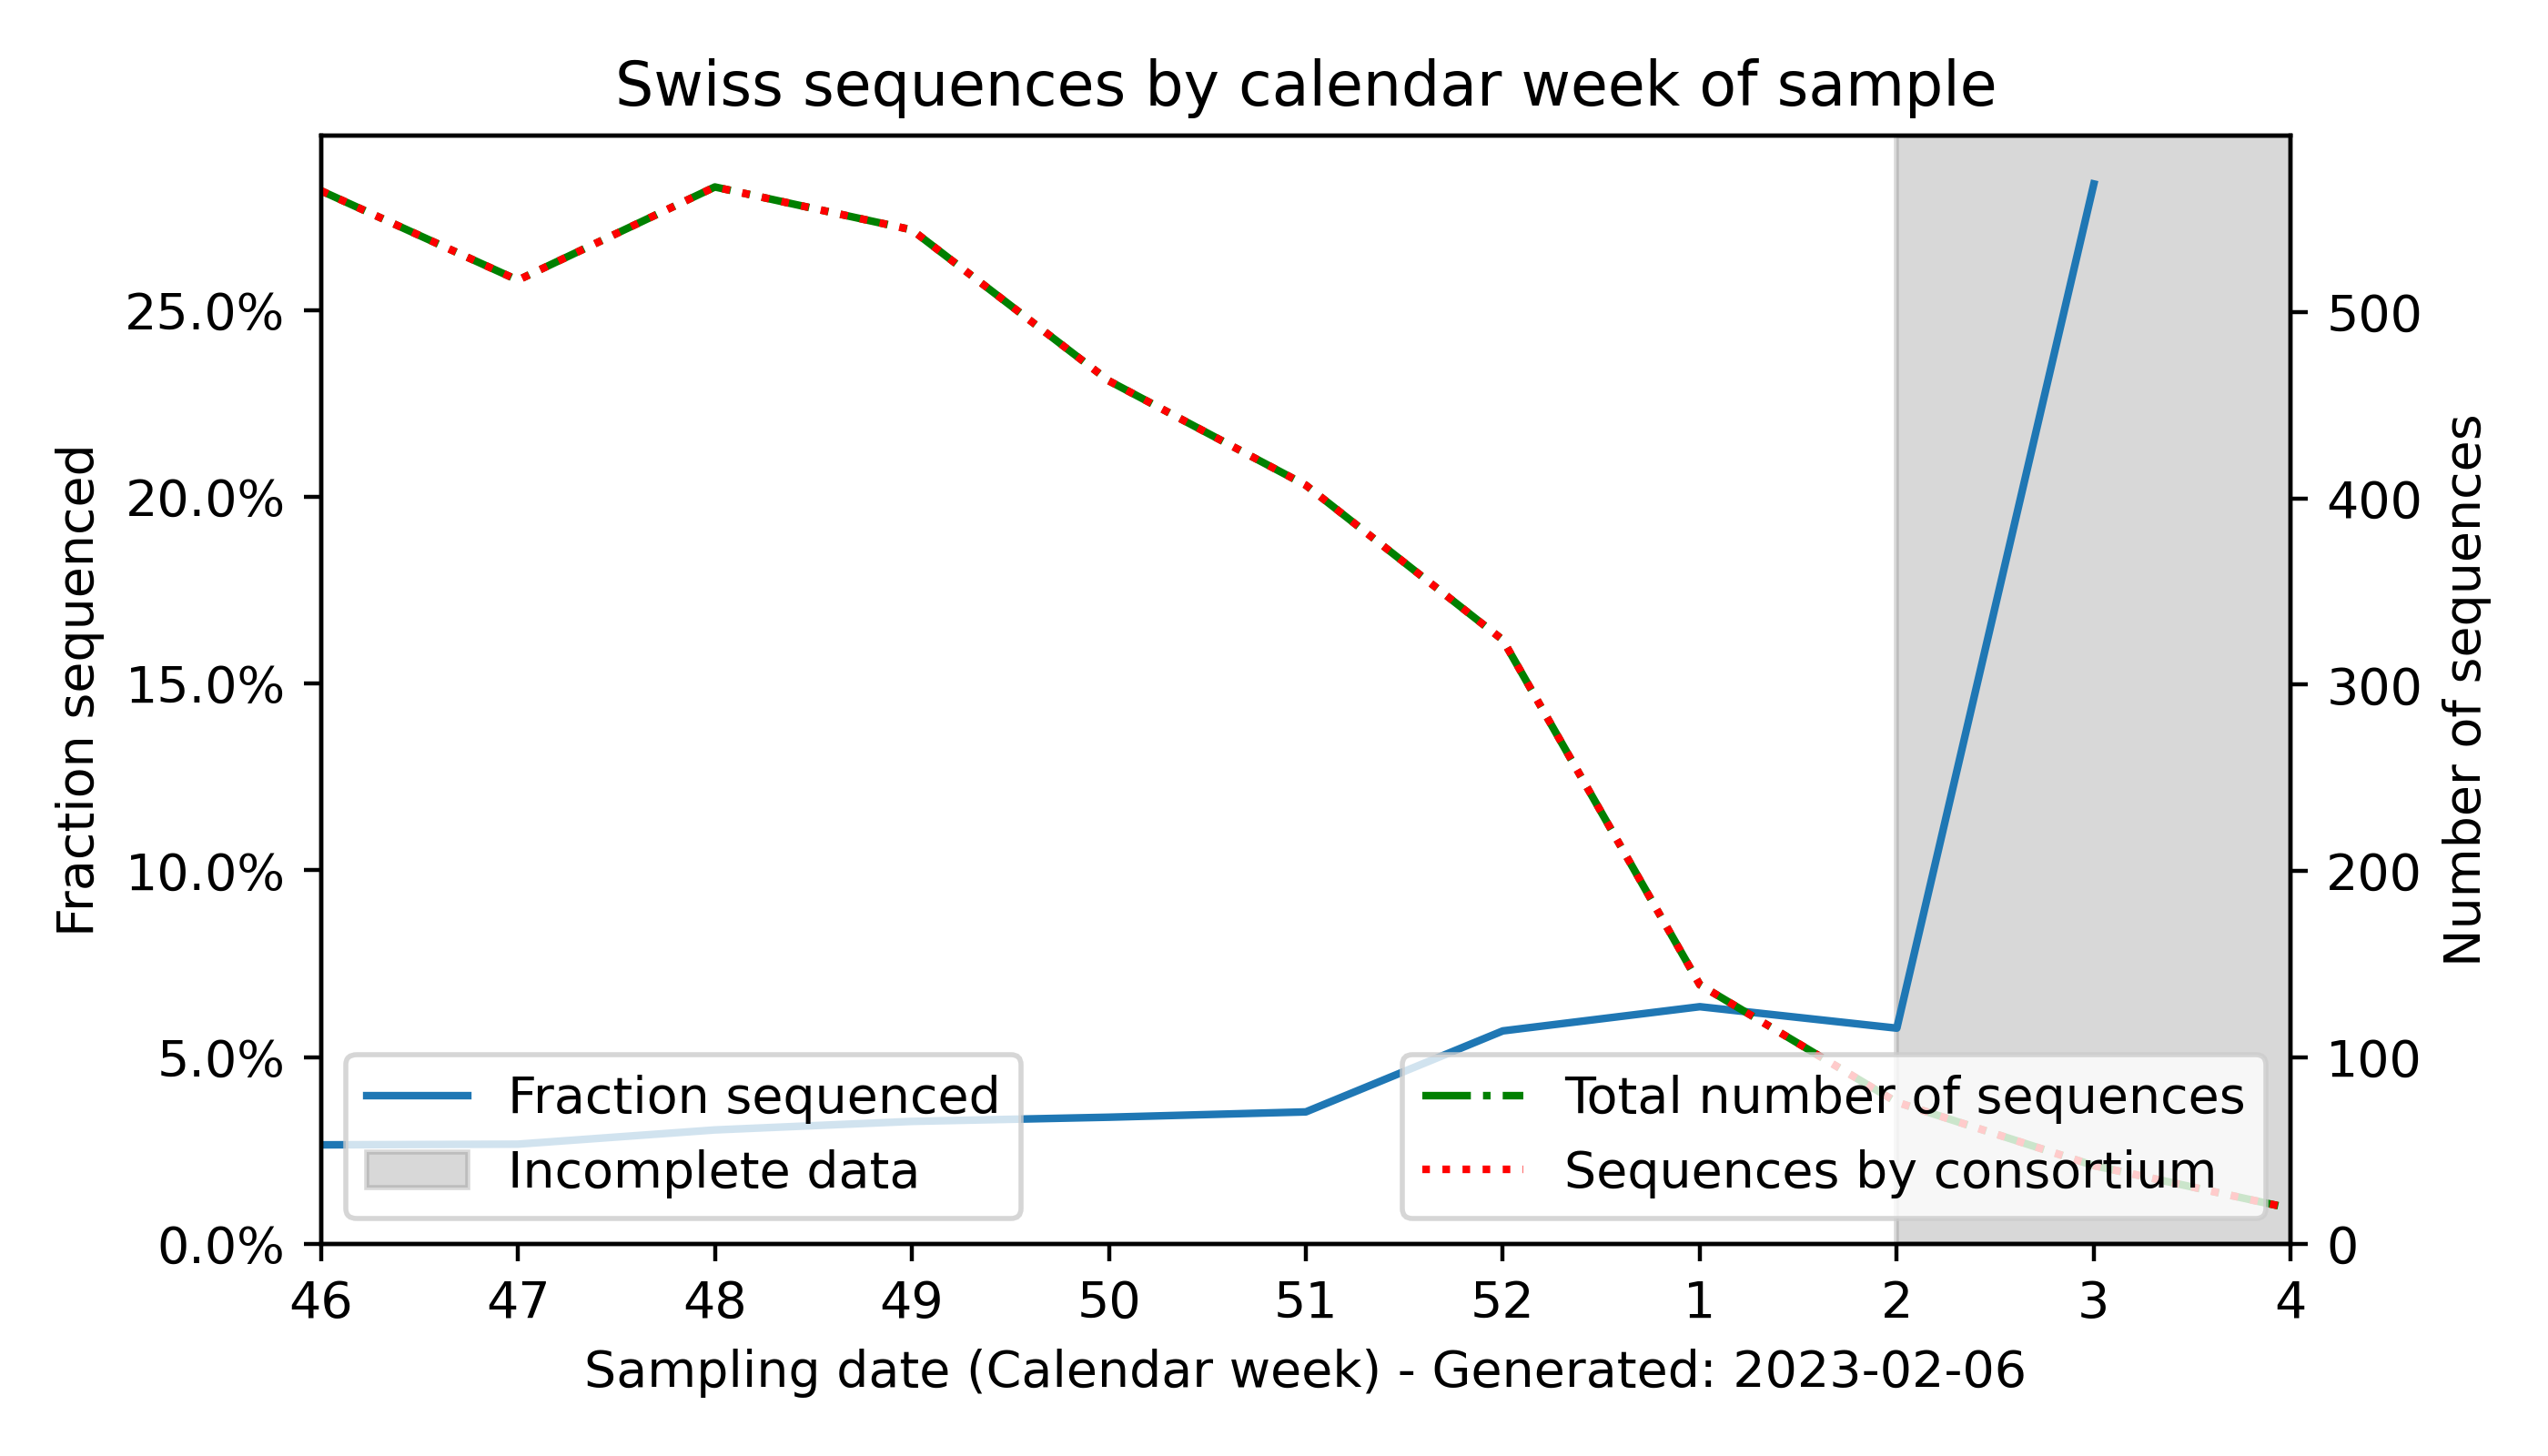 Swiss sequences by calendar week of sample
Fraction sequenced
25.0%
20.0%
15.0%
10.0%
5.0%
0.0%
500
400
300
200
100
0
Number of sequences
Fraction sequenced
Incomplete data
Total number of sequences
Sequences by consortium
46 47 48 49 50 51 52 1 2 3 4
Sampling date (Calendar week) - Generated: 2023-02-06